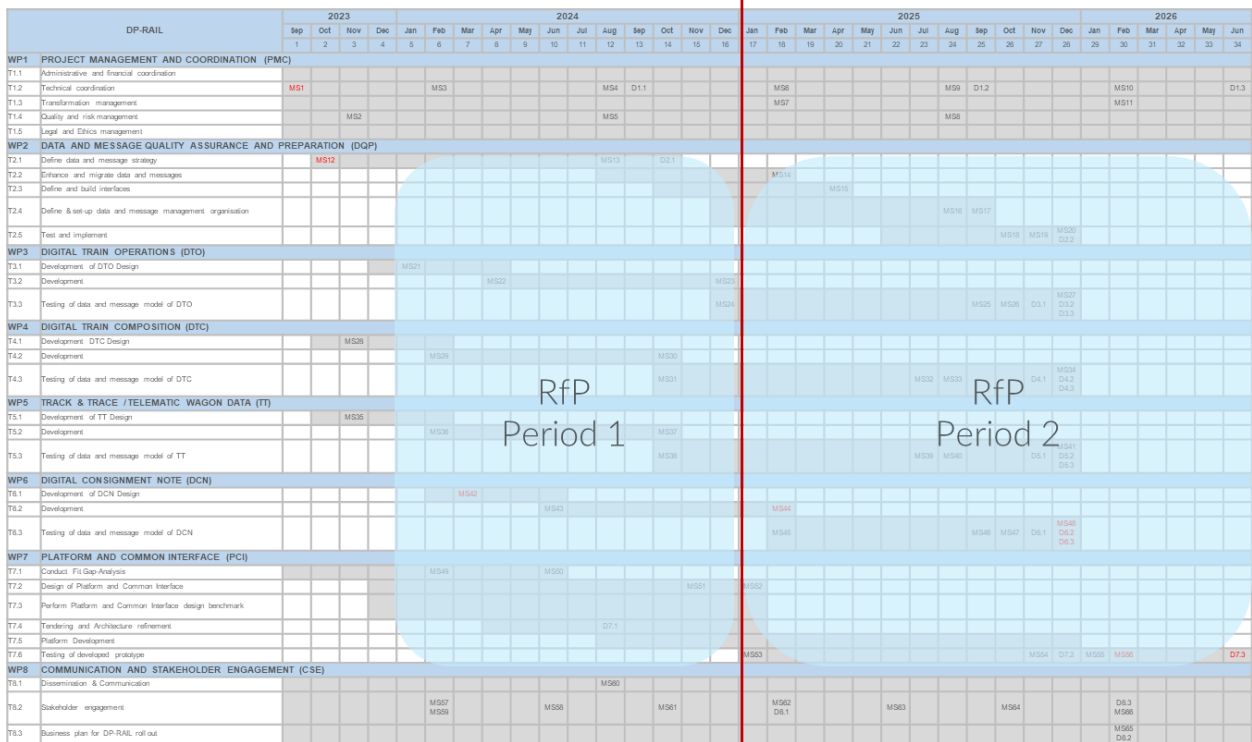 2023 2024 2025 2026
DP-RAIL
Sep Oct Nov Dec Jan Feb Mar Apr May Jun Jul Aug Sep Oct Nov Dec Jan Feb Mar Apr May Jun Jul Aug Sep Oct Nov Dec Jan Feb Mar Apr May Jun
1 2 3 4 5 6 7 8 9 10 11 12 13 14 15 16 17 18 19 20 21 22 23 24 25 26 27 28 29 30 31 32 33 34
WP1 PROJECT MANAGEMENT AND COORDINATION (PMC)
T1.1 Administrative and financial coordination
T1.2 Technical coordination MS1 MS3 MS4 D1.1 MS6 MS9 D1.2 MS10 D1.3
T1.3 Transformation management MS7 MS11
T1.4 Quality and risk management MS2 MS5 MS8
T1.5 Legal and Ethics management
WP2 DATA AND MESSAGE QUALITY ASSURANCE AND PREPARATION (DQP)
T2.1 Define data and message strategy MS12 MS13 D2.1
T2.2 Enhance and migrate data and messages MS14
T2.3 Define and build interfaces MS15
T2.4 Define & set-up data and message management organisation MS16 MS17
T2.5 Test and implement MS18 MS19 MS20
D2.2
WP3 DIGITAL TRAIN OPERATIONS (DTO)
T3.1 Development of DTO Design MS21
T3.2 Development MS22 MS23
T3.3 Testing of data and message model of DTO MS24 MS25 MS26 D3.1 MS27
D3.2
D3.3
WP4 DIGITAL TRAIN COMPOSITION (DTC)
T4.1 Development DTC Design MS28
T4.2 Development MS29 MS30
T4.3 Testing of data and message model of DTC MS31 MS32 MS33 D4.1 MS34
D4.2
D4.3
RfP
Period 1
RfP
Period 2
WP5 TRACK & TRACE / TELEMATIC WAGON DATA (TT)
T5.1 Development of TT Design MS35
T5.2 Development MS36 MS37
T5.3 Testing of data and message model of TT MS38 MS39 MS40 D5.1 MS41
D5.2
D5.3
WP6 DIGITAL CONSIGNMENT NOTE (DCN)
T6.1 Development of DCN Design MS42
T6.2 Development MS43 MS44
T6.3 Testing of data and message model of DCN MS45 MS46 MS47 D6.1 MS48
D6.2
D6.3
WP7 PLATFORM AND COMMON INTERFACE (PCI)
T7.1 Conduct Fit Gap-Analysis MS49 MS50
T7.2 Design of Platform and Common Interface MS51 MS52
T7.3 Perform Platform and Common Interface design benchmark
T7.4 Tendering and Architecture refinement D7.1
T7.5 Platform Development
T7.6 Testing of developed prototype MS53 MS54 D7.2 MS55 MS56 D7.3
WP8 COMMUNICATION AND STAKEHOLDER ENGAGEMENT (CSE)
T8.1 Dissemination & Communication MS60
T8.2 Stakeholder engagement MS57 MS58 MS61 MS62 MS63 MS64 D8.3
MS59 D8.1 MS66
T8.3 Business plan for DP-RAIL roll out MS65
D8.2